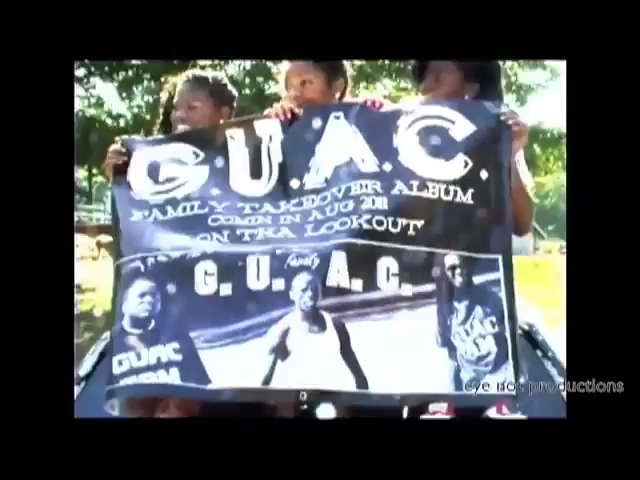 G.U.A.C.
FAMILY TAKEOVER ALBUM
COMIN IN AUG 2011
ON THA LOOKOUT
G. U. family A. C.
GUAC
GUAC
eye not productions